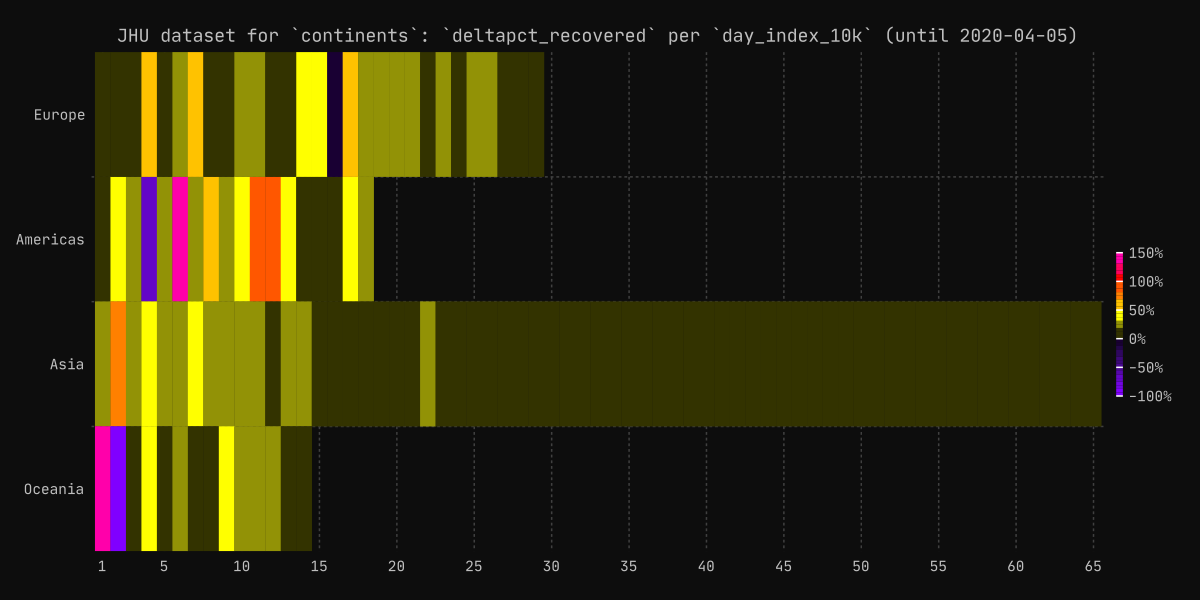 JHU dataset for `continents`: `deltapct_recovered` per `day_index_10k` (until 2020-04-05)
Europe
Americas
Asia
Oceania
150%
100%
50%
0%
-50%
-100%
1 5 10 15 20 25 30 35 40 45 50 55 60 65